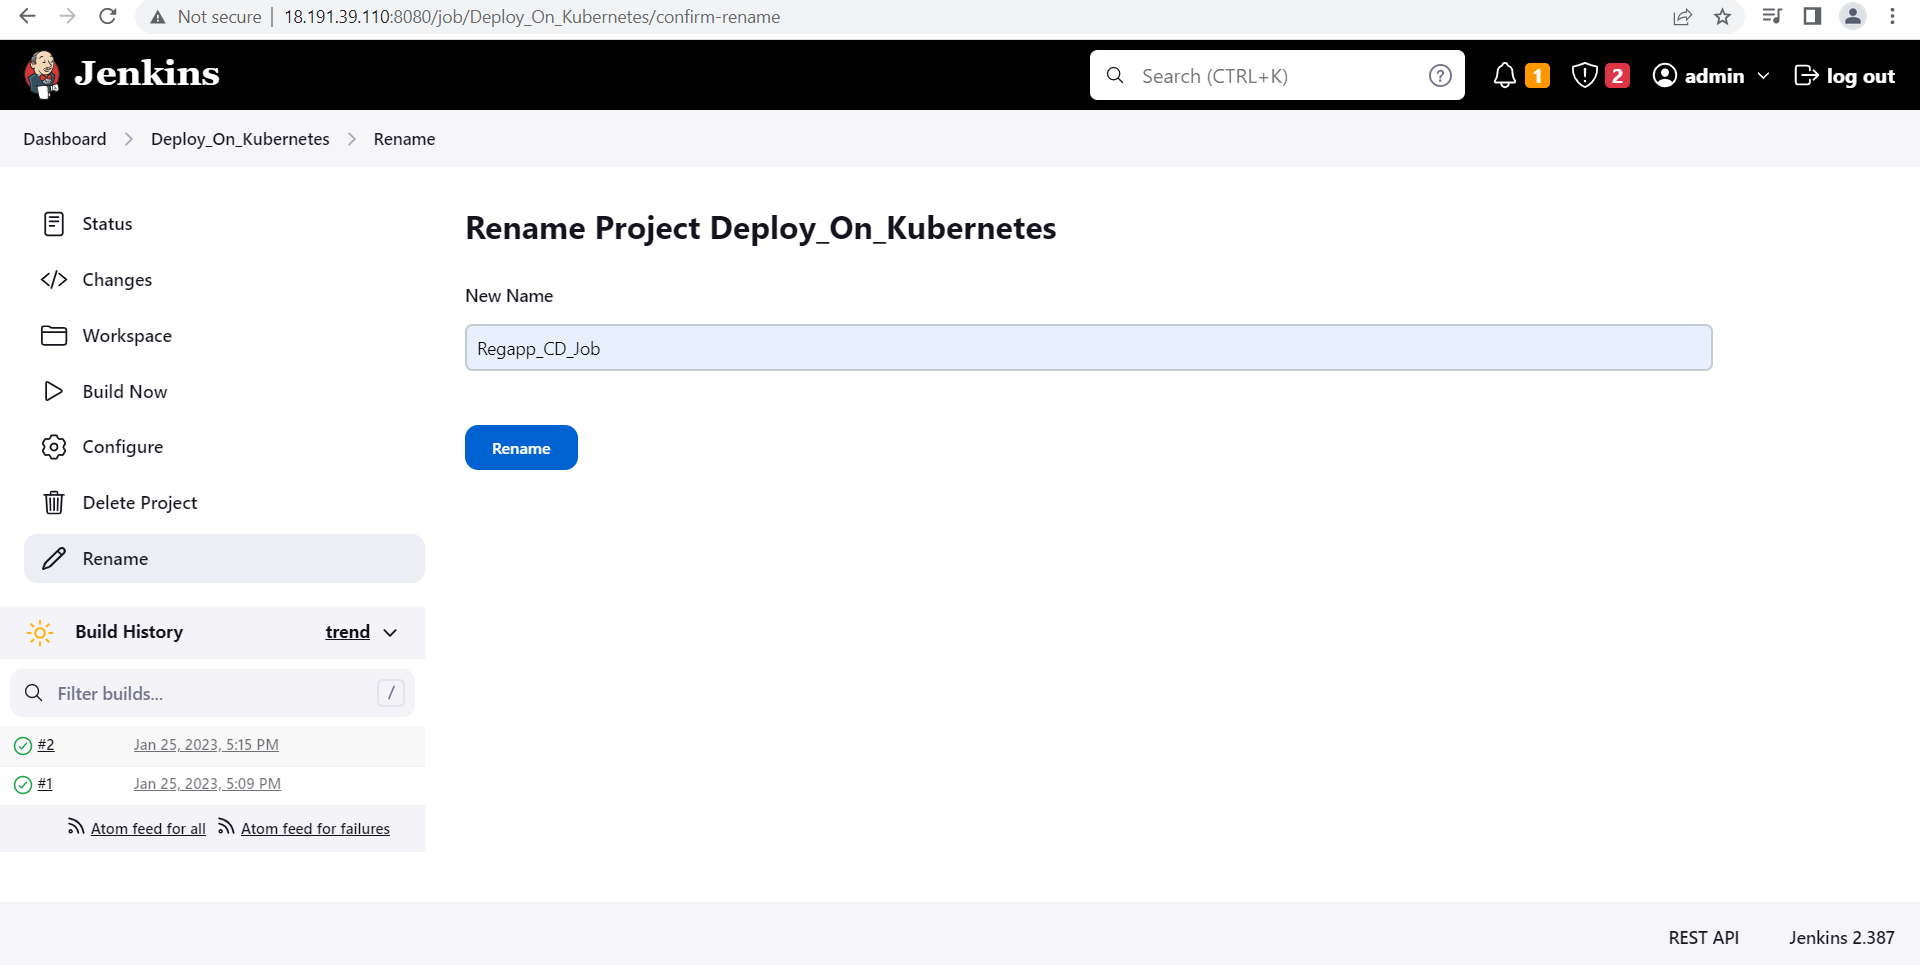 Not secure | 18.191.39.110:8080/job/Deploy_On_Kubernetes/confirm-rename
Jenkins
Search (CTRL+K)
?
1
2
admin
log out
Dashboard > Deploy_On_Kubernetes > Rename
Status
Changes
Workspace
Build Now
Configure
Delete Project
Rename
Build History
trend
Filter builds...
/
#2 Jan 25, 2023, 5:15 PM
#1 Jan 25, 2023, 5:09 PM
Atom feed for all Atom feed for failures
Rename Project Deploy_On_Kubernetes
New Name
Regapp_CD_Job
Rename
REST API
Jenkins 2.387